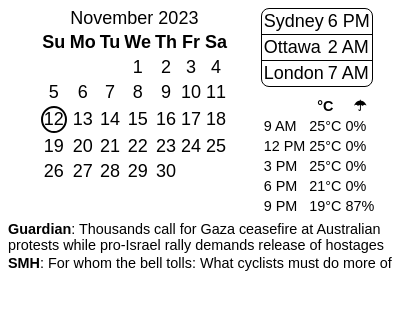 November 2023
Su Mo Tu We Th Fr Sa
1 2 3 4
5 6 7 8 9 10 11
12 13 14 15 16 17 18
19 20 21 22 23 24 25
26 27 28 29 30
Sydney 6 PM
Ottawa 2 AM
London 7 AM
°C ☂
9 AM 25°C 0%
12 PM 25°C 0%
3 PM 25°C 0%
6 PM 21°C 0%
9 PM 19°C 87%
Guardian: Thousands call for Gaza ceasefire at Australian
protests while pro-Israel rally demands release of hostages
SMH: For whom the bell tolls: What cyclists must do more of